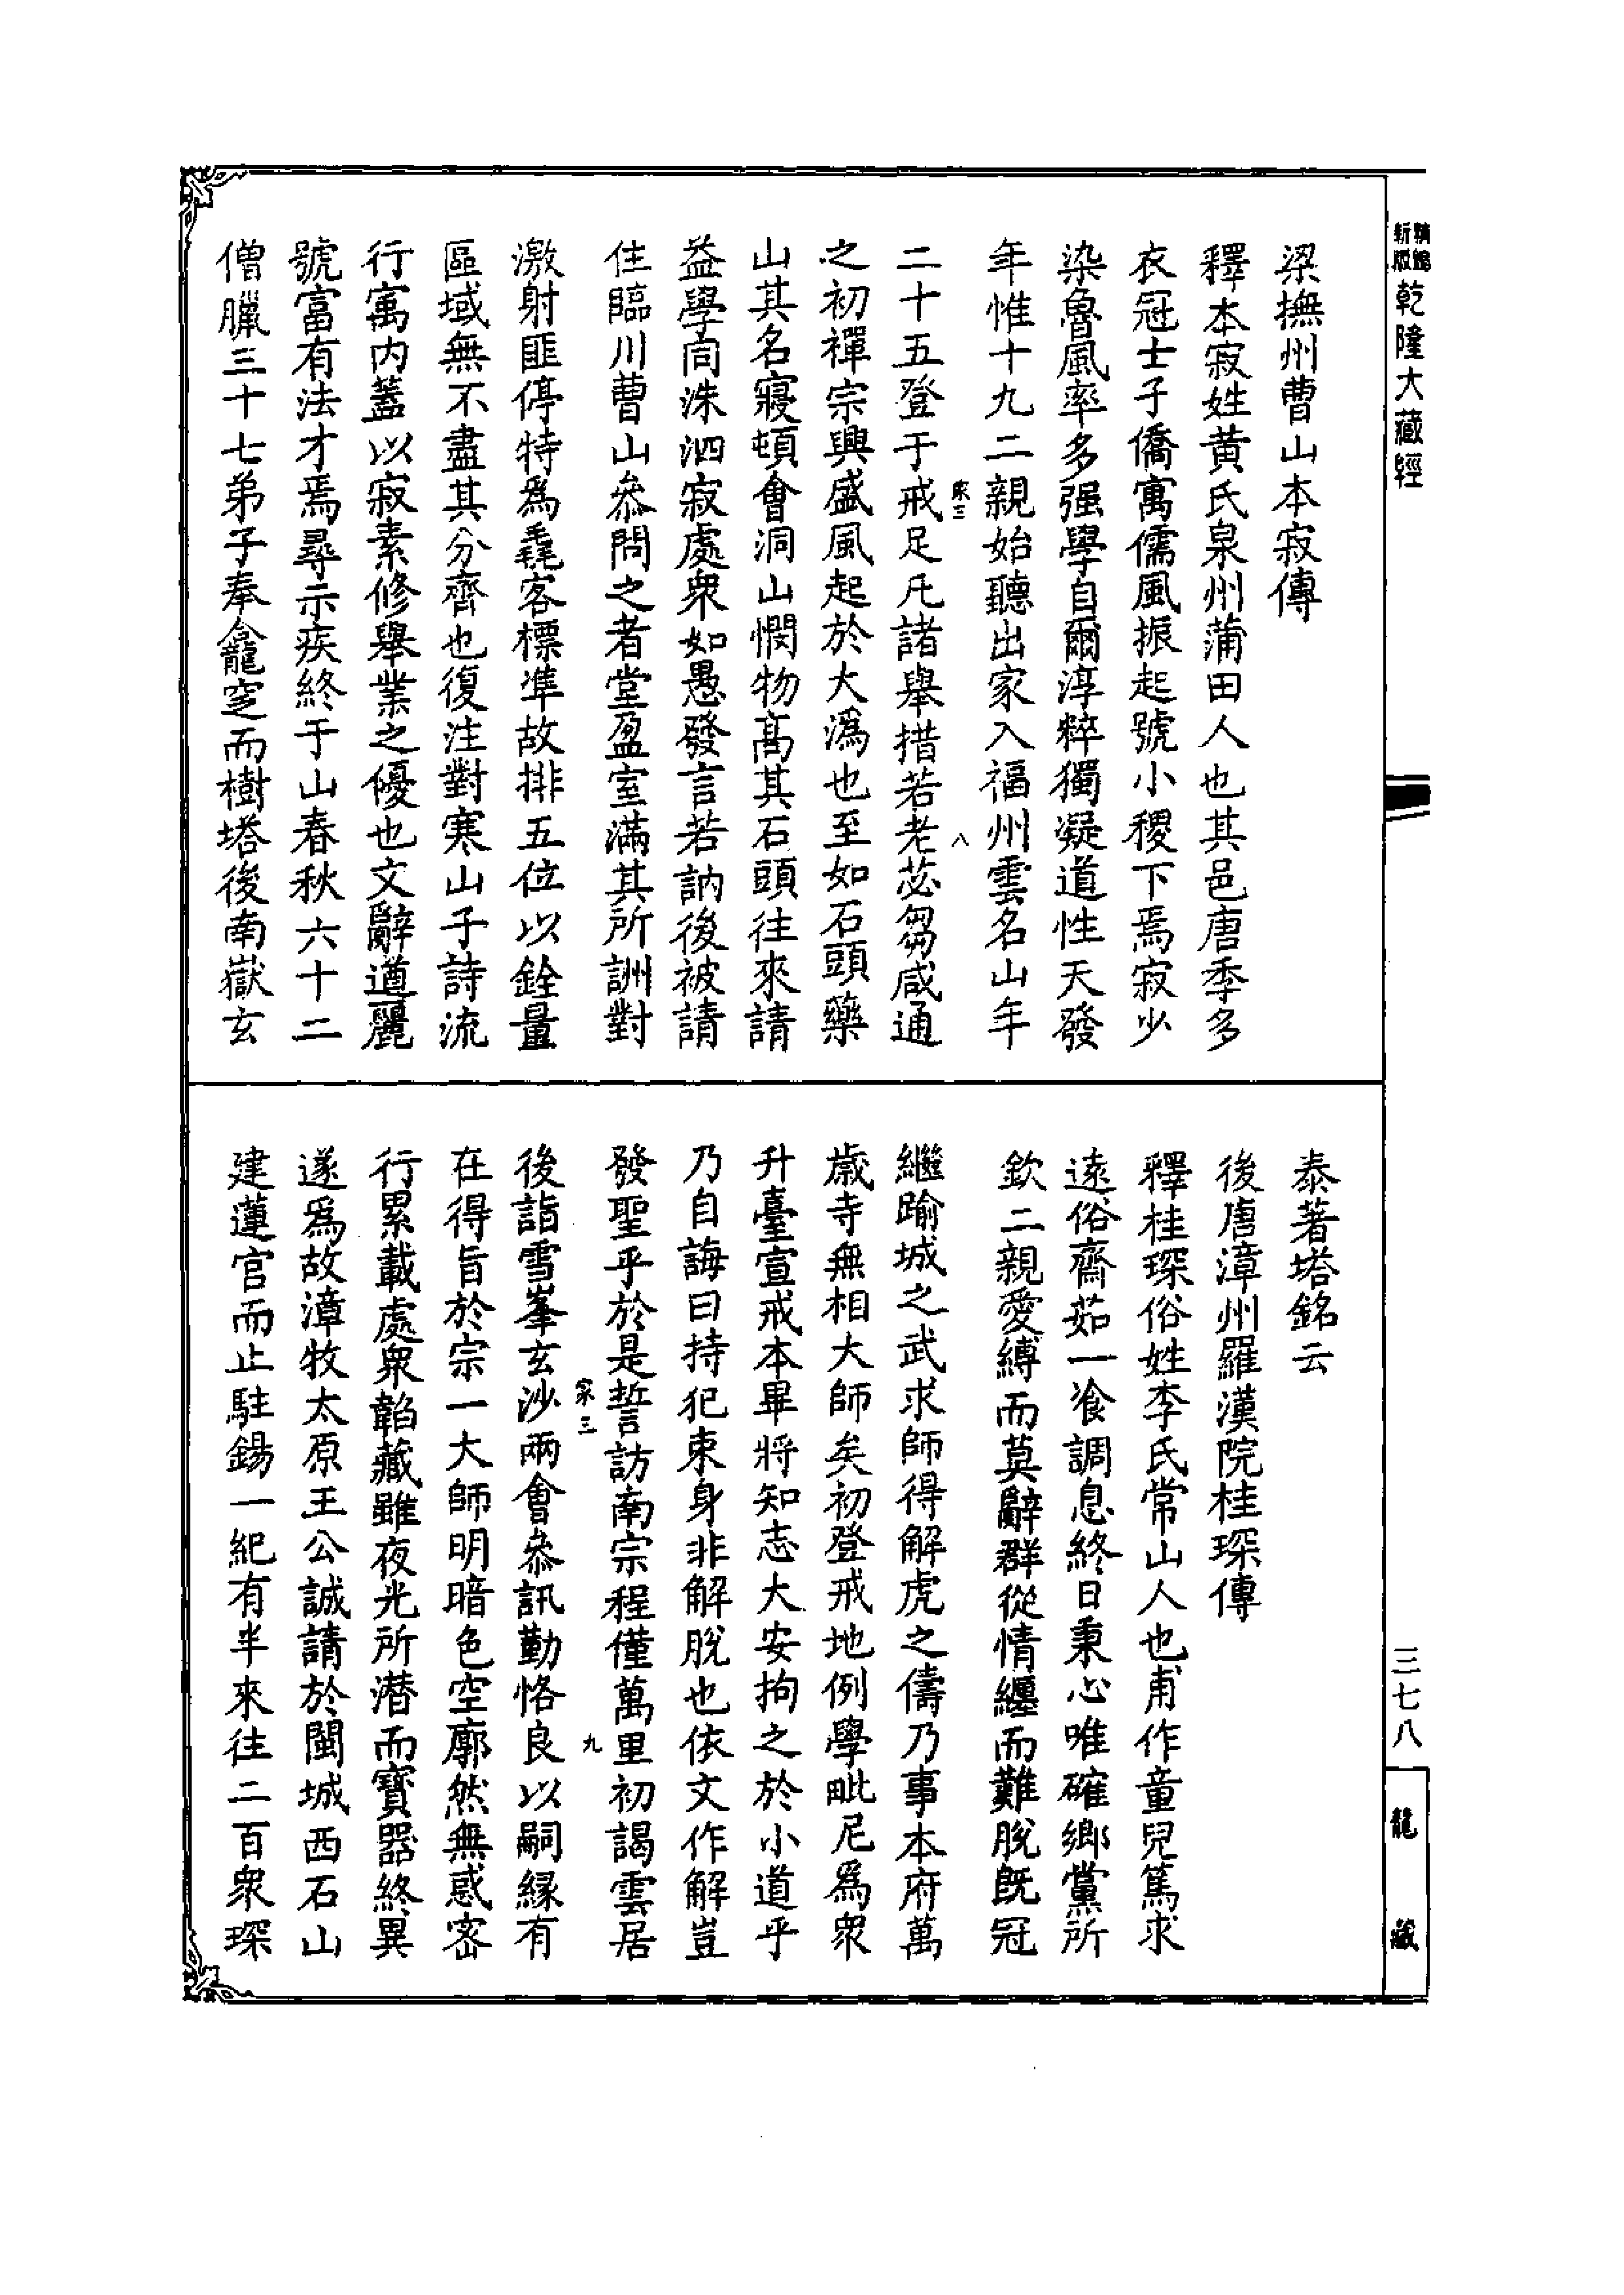 乾隆大藏經
梁撫州曹山本寂傳
釋本寂姓黄氏泉州蒲田人也其邑唐季多
衣冠士子僑寓儒風振起號小稷下焉寂少
染魯風率多强學自爾淳粹獨凝道性天發
年惟十九二親始聽出家入福州雲名山年
家三 八
二十五登于戒足凡諸舉措若老苾芻咸通
之初禪宗興盛風起於大溈也至如石頭藥
山其名寢頓會洞山憫物高其石頭往來請
益學同洙泗寂處衆如愚發言若訥後被請
住臨川曹山叅問之者堂盈室滿其所詶對
激射匪停特爲毳客標準故排五位以銓量
區域無不盡其分齊也復注對寒山子詩流
行寓内蓋以寂素修舉業之優也文辭遒麗
號富有法才焉尋示疾終于山春秋六十二
僧臘三十七弟子奉龕窆而樹塔後南嶽玄
泰著塔銘云
後唐漳州羅漢院桂琛傳
釋桂琛俗姓李氏常山人也甫作童兒篤求
遠俗齋茹一飡調息終日秉心唯確鄉黨所
欽二親愛縛而莫辭群從情纏而難脫既冠
繼踰城之武求師得解虎之儔乃事本府萬
歲寺無相大師矣初登戒地例學毗尼爲衆
升臺宣戒本畢將知志大安拘之於小道乎
乃自誨曰持犯束身非解脫也依文作解豈
發聖乎於是誓訪南宗程僅萬里初謁雲居
家三 九
後詣雪峯玄沙兩會叅訊勤恪良以嗣緣有
在得旨於宗一大師明暗色空廓然無惑密
行累載處衆韜藏雖夜光所潛而寶器終異
遂爲故漳牧太原王公誠請於閩城西石山
建蓮宫而止駐錫一紀有半來往二百衆琛
三七八
龍藏